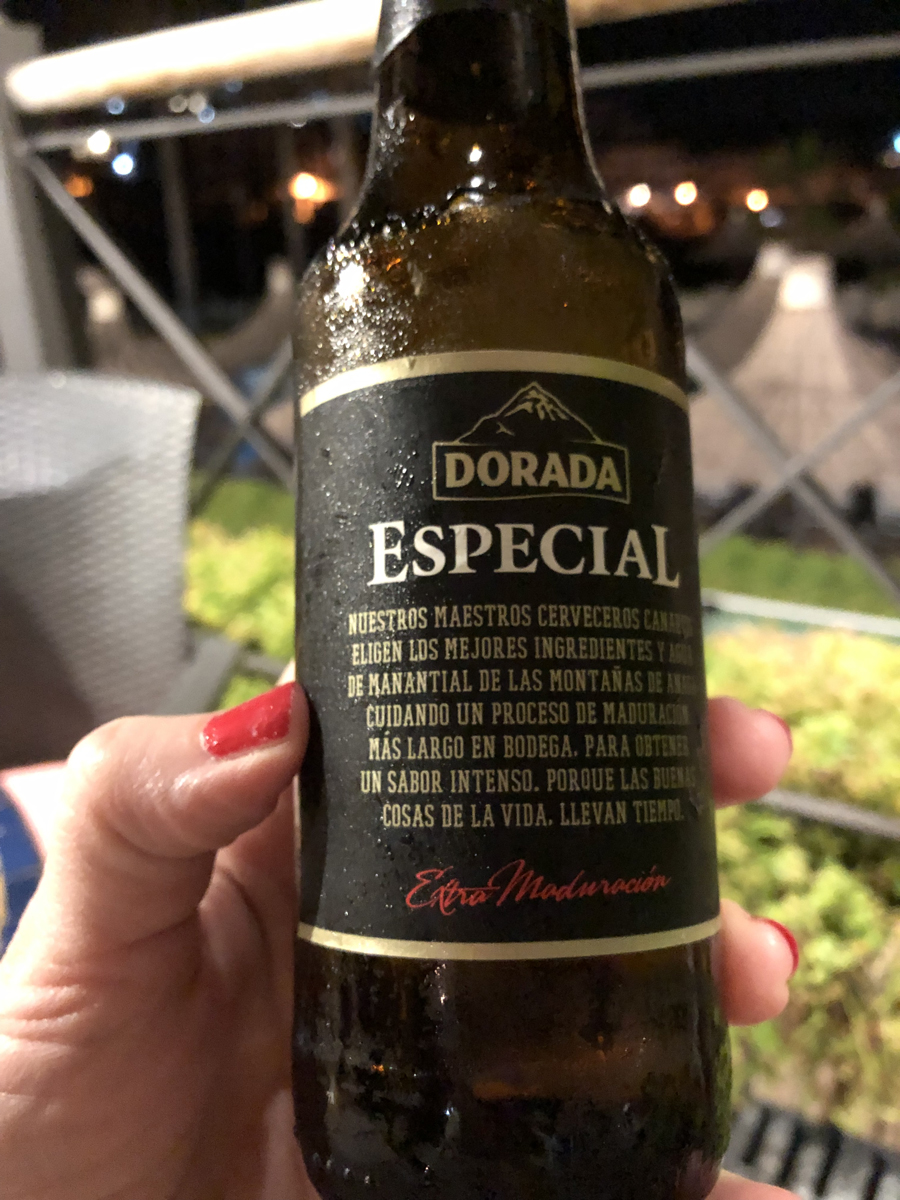 DORADA
ESPECIAL
NUESTROS MAESTROS CERVECEROS
ELIGEN LOS MEJORES INGREDIENTES Y
DE MANANTIAL DE LAS MONTAÑAS DE
CUIDANDO UN PROCESO DE MADURACIÓN
MÁS LARGO EN BODEGA. PARA OBTENER
UN SABOR INTENSO. PORQUE LAS BUENAS
COSAS DE LA VIDA, LLEVAN TIEMPO.
Extra Maduración